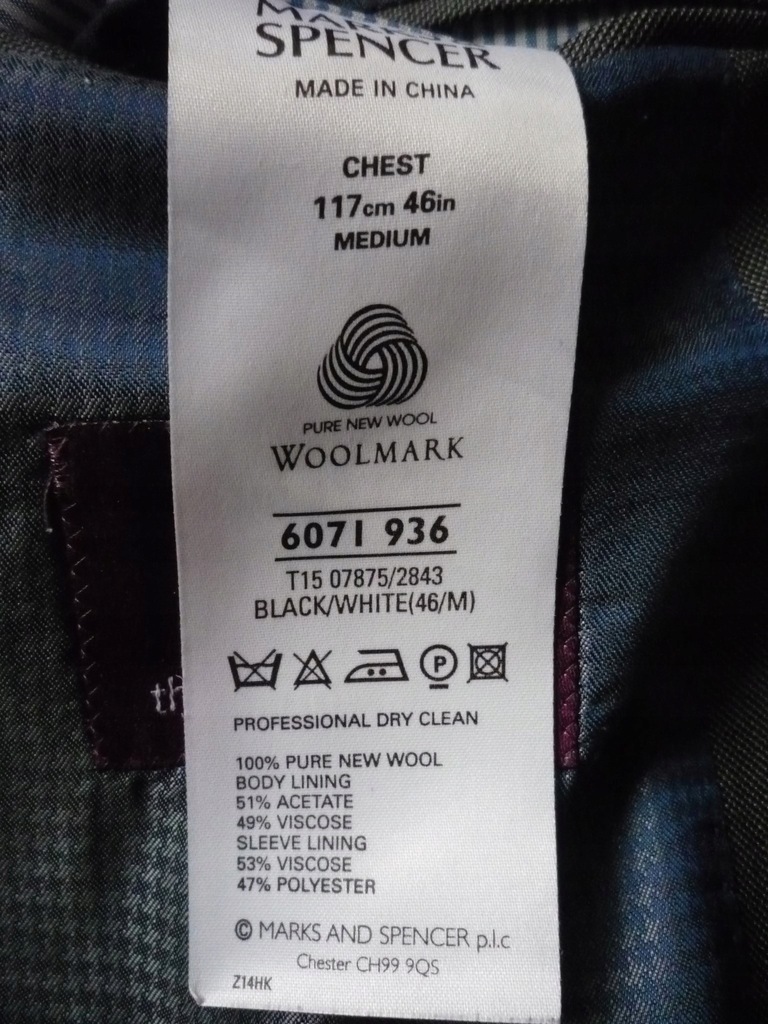 MARKS
SPENCER
MADE IN CHINA
CHEST
117cm 46in
MEDIUM
PURE NEW WOOL
WOOLMARK
6071 936
T15 07875/2843
BLACK/WHITE(46/M)
P
PROFESSIONAL DRY CLEAN
100% PURE NEW WOOL
BODY LINING
51% ACETATE
49% VISCOSE
SLEEVE LINING
53% VISCOSE
47% POLYESTER
© MARKS AND SPENCER p.l.c
Chester CH99 9QS
Z14HK